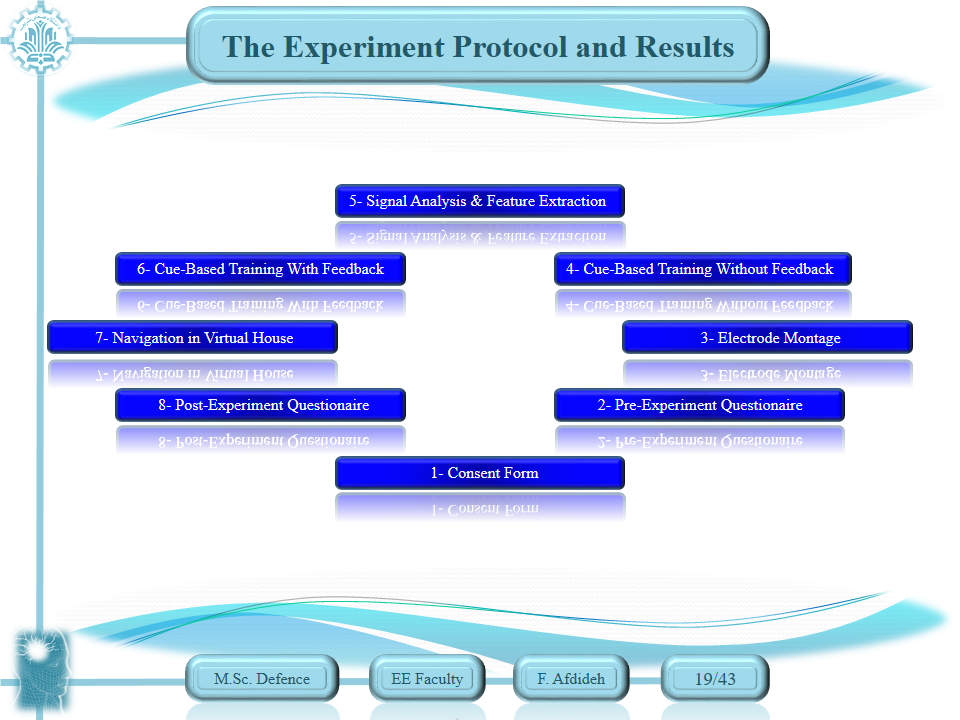 The Experiment Protocol and Results
5- Signal Analysis & Feature Extraction
6- Cue-Based Training With Feedback
4- Cue-Based Training Without Feedback
7- Navigation in Virtual House
3- Electrode Montage
8- Post-Experiment Questionaire
2- Pre-Experiment Questionaire
1- Consent Form
M.Sc. Defence
EE Faculty
F. Afdideh
19/43